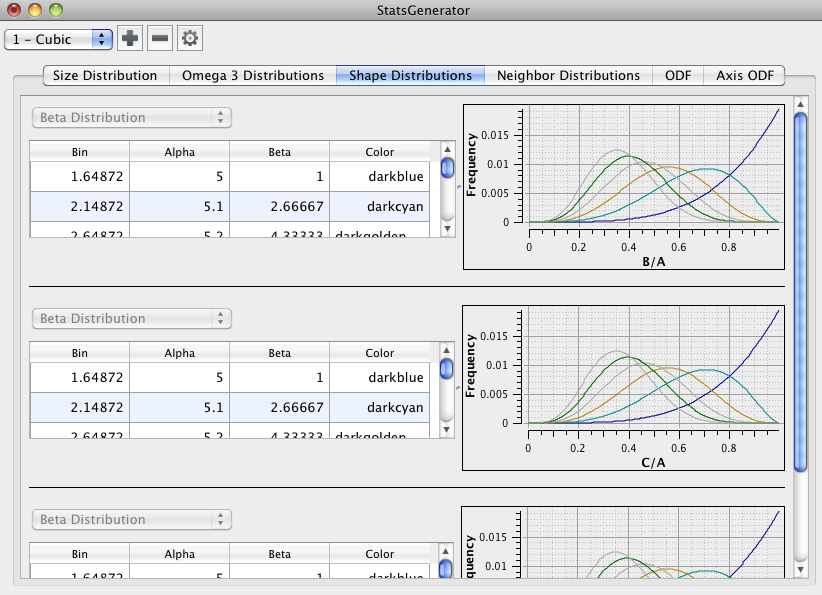 StatsGenerator
1 - Cubic
Size Distribution Omega 3 Distributions Shape Distributions Neighbor Distributions ODF Axis ODF
Beta Distribution
Bin Alpha Beta Color
1.64872 5 1 darkblue
2.14872 5.1 2.66667 darkcyan
2.64872 5.2 4.33333 darkgolden
Frequency
0.015
0.01
0.005
0
0 0.2 0.4 0.6 0.8
B/A
Beta Distribution
Bin Alpha Beta Color
1.64872 5 1 darkblue
2.14872 5.1 2.66667 darkcyan
2.64872 5.2 4.33333 darkgolden
Frequency
0.015
0.01
0.005
0
0 0.2 0.4 0.6 0.8
C/A
Beta Distribution
Bin Alpha Beta Color
1.64872 5 1 darkblue
quency
0.015
0.01